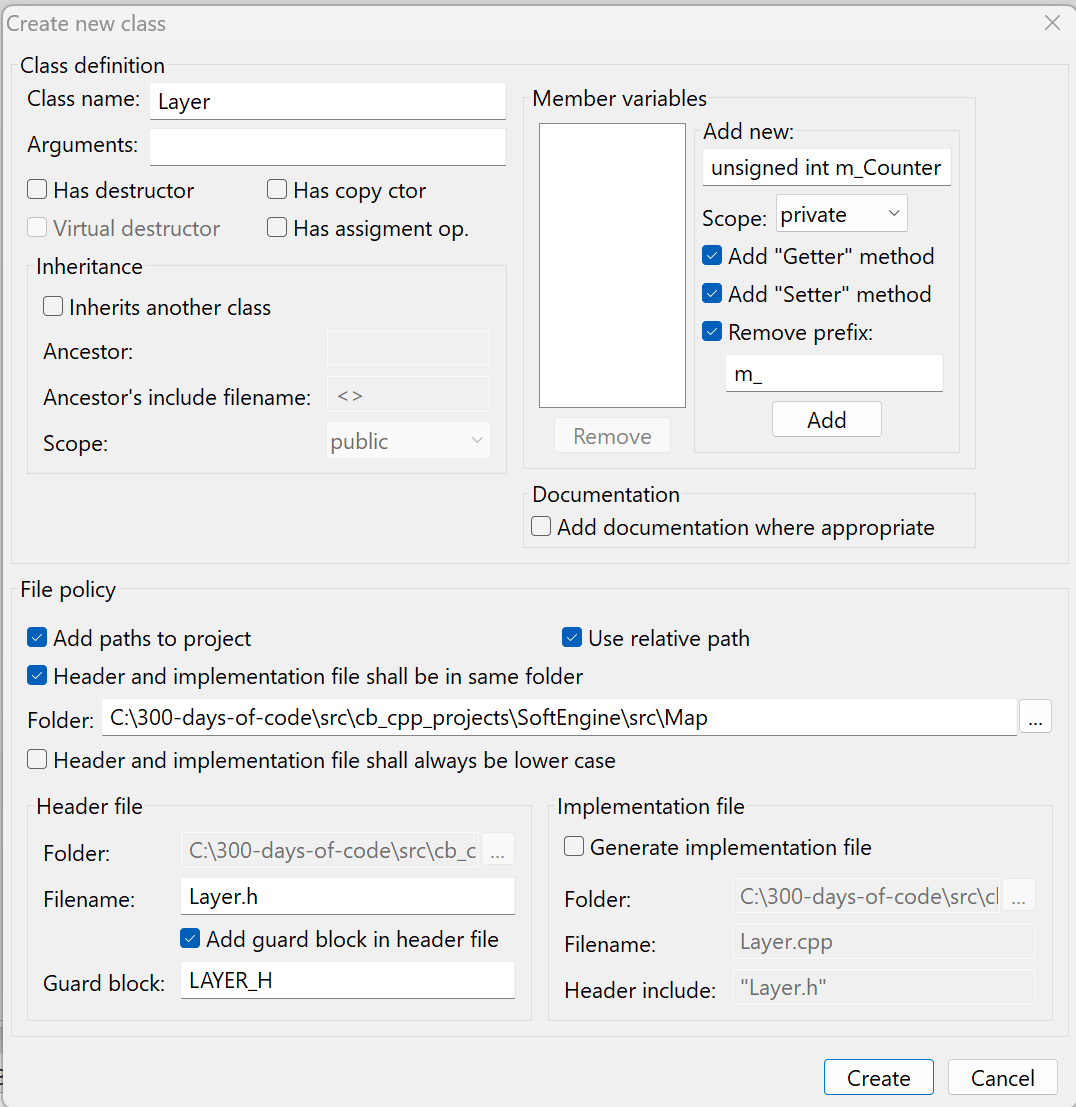 Create new class
Class definition
Class name: Layer
Arguments:
Has destructor
Has copy ctor
Virtual destructor
Has assigment op.
Inheritance
Inherits another class
Ancestor:
Ancestor's include filename: <>
Scope: public
Member variables
Remove
Add new:
unsigned int m_Counter
Scope: private
Add "Getter" method
Add "Setter" method
Remove prefix:
m_
Add
Documentation
Add documentation where appropriate
File policy
Add paths to project
Use relative path
Header and implementation file shall be in same folder
Folder: C:\300-days-of-code\src\cb_cpp_projects\SoftEngine\src\Map ...
Header and implementation file shall always be lower case
Header file
Folder: C:\300-days-of-code\src\cb_c ...
Filename: Layer.h
Add guard block in header file
Guard block: LAYER_H
Implementation file
Generate implementation file
Folder: C:\300-days-of-code\src\ ...
Filename: Layer.cpp
Header include: "Layer.h"
Create
Cancel